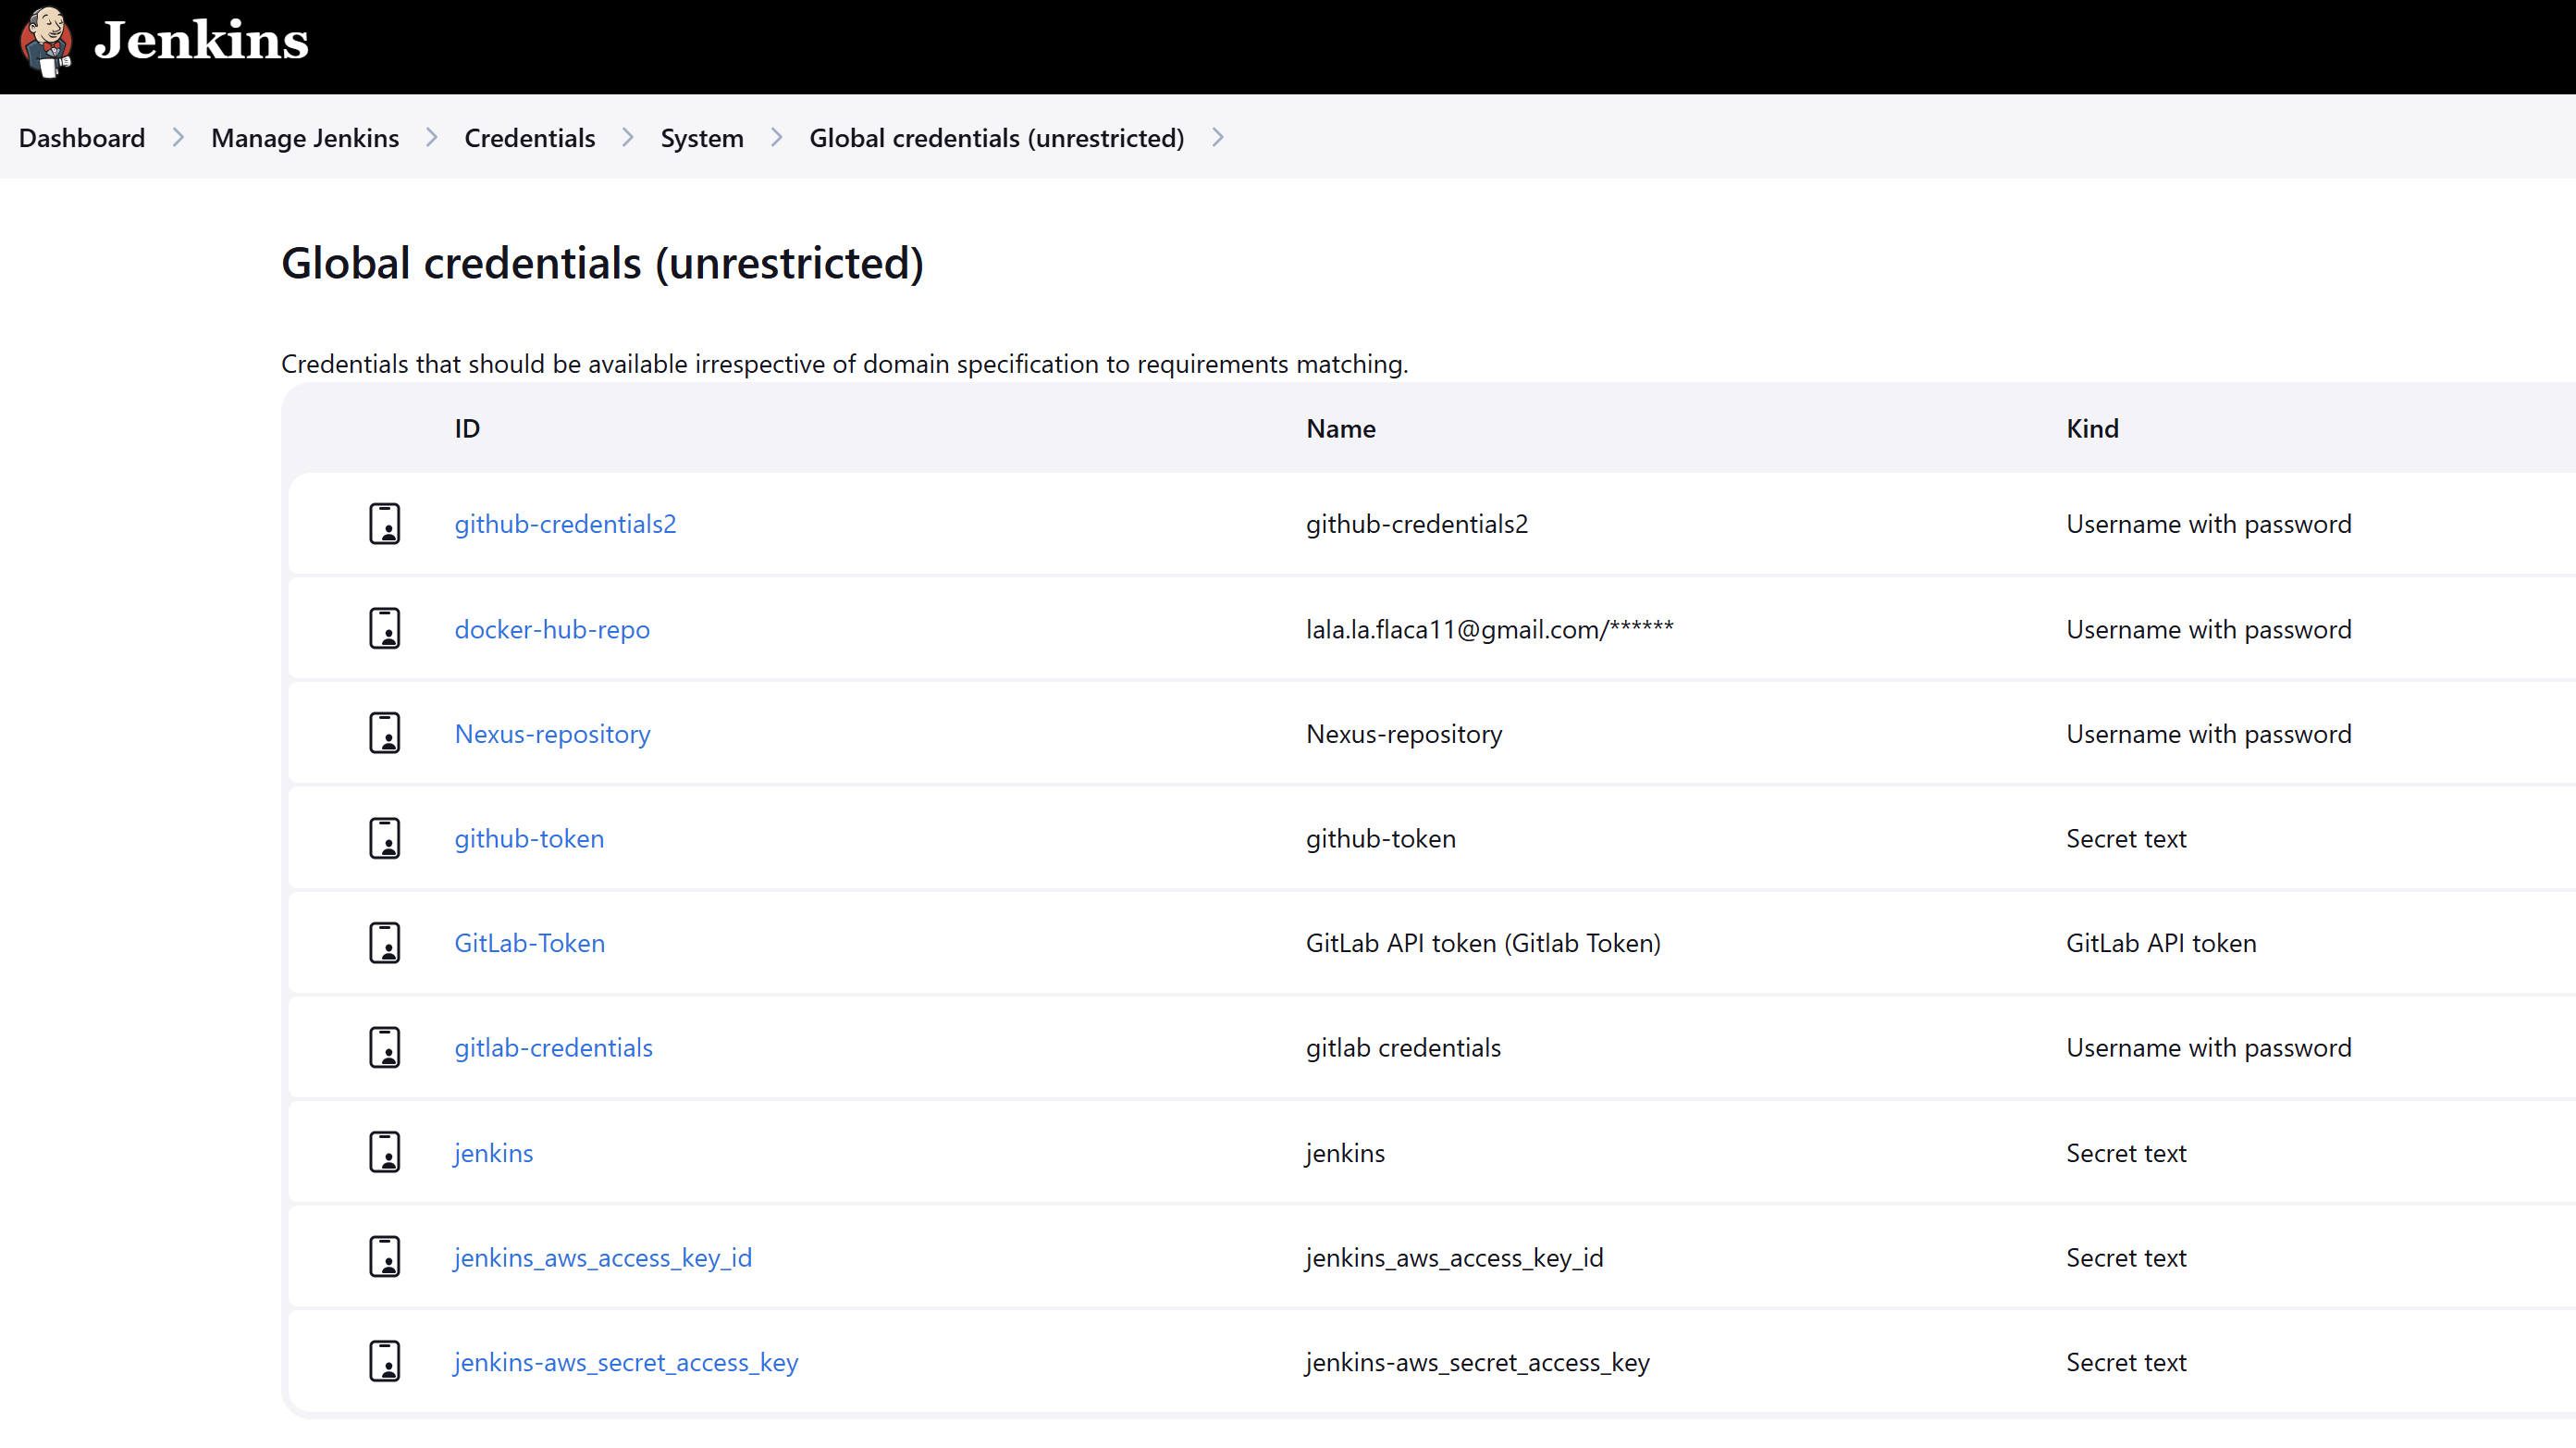 Jenkins
Dashboard > Manage Jenkins > Credentials > System > Global credentials (unrestricted) >
Global credentials (unrestricted)
Credentials that should be available irrespective of domain specification to requirements matching.
ID Name Kind
github-credentials2 github-credentials2 Username with password
docker-hub-repo lala.la.flaca11@gmail.com/****** Username with password
Nexus-repository Nexus-repository Username with password
github-token github-token Secret text
GitLab-Token GitLab API token (Gitlab Token) GitLab API token
gitlab-credentials gitlab credentials Username with password
jenkins jenkins Secret text
jenkins_aws_access_key_id jenkins_aws_access_key_id Secret text
jenkins-aws_secret_access_key jenkins-aws_secret_access_key Secret text